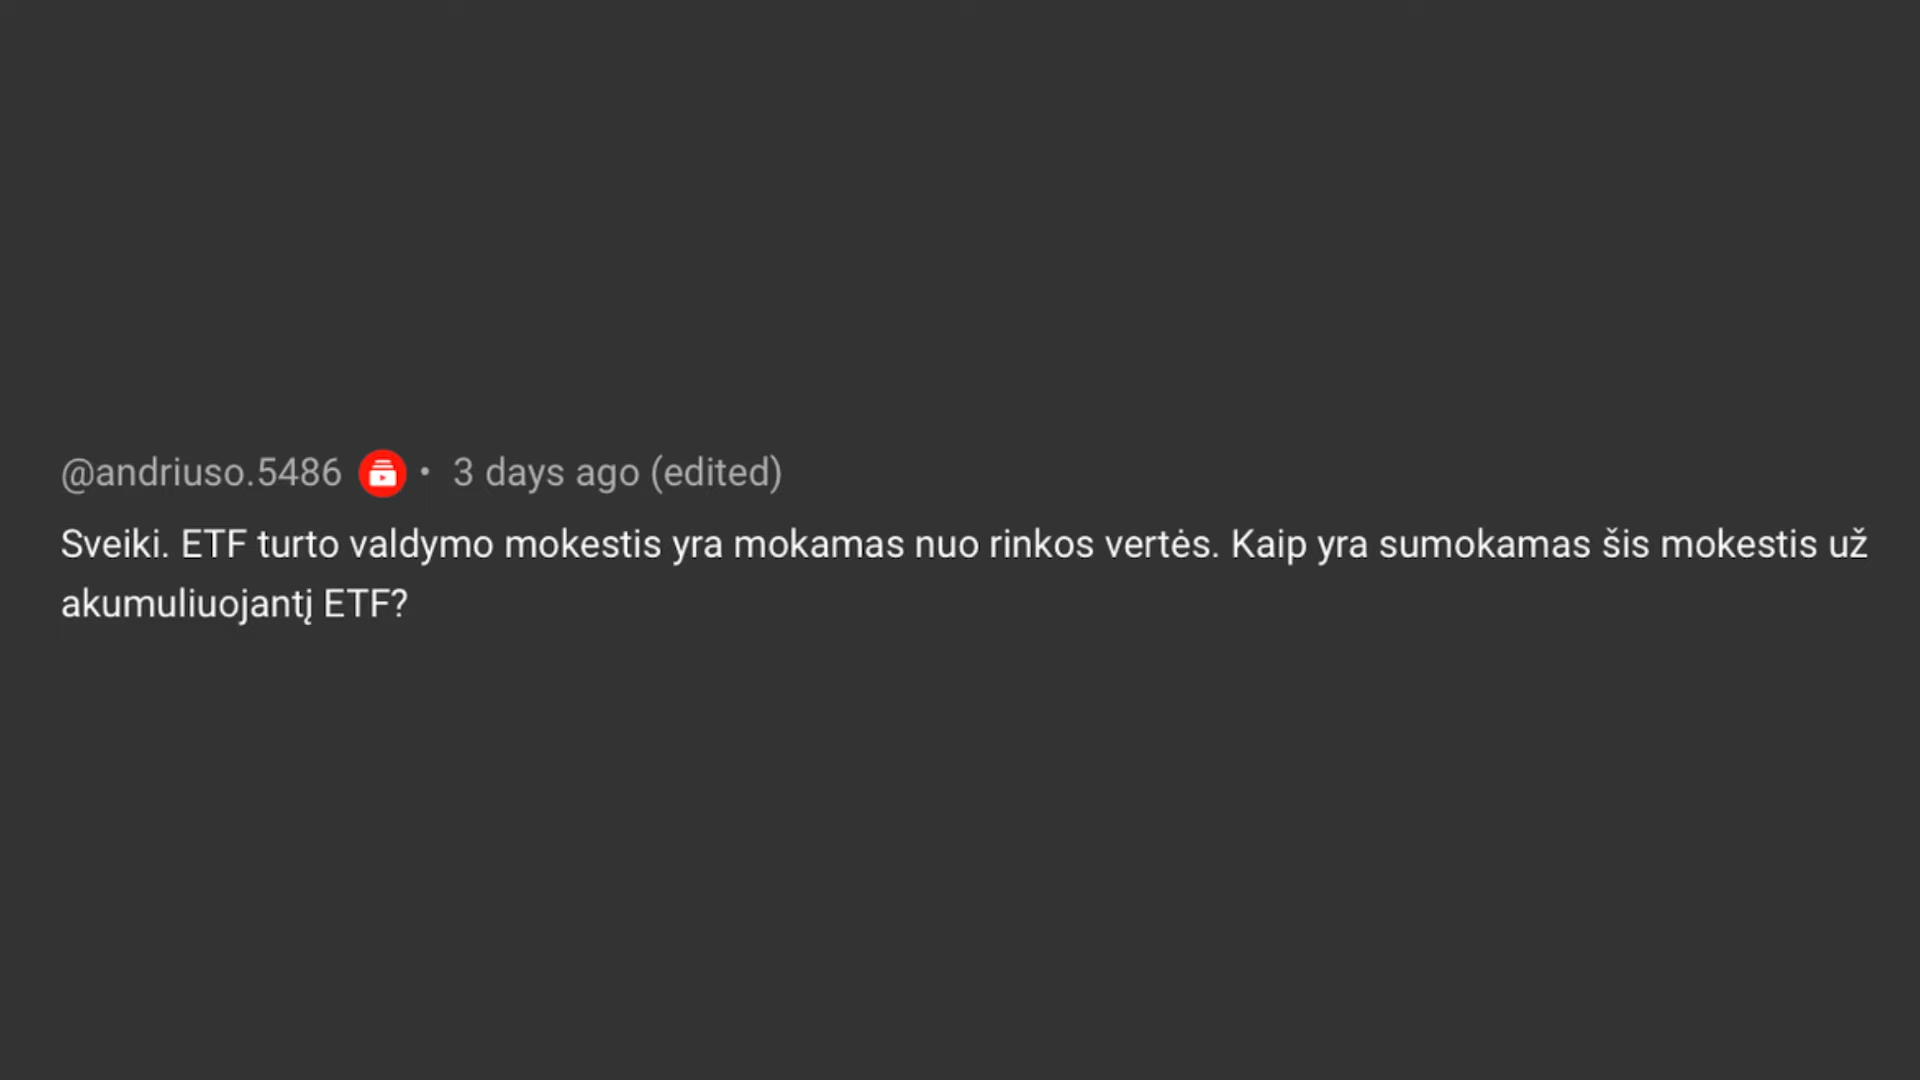 @andriuso.5486 • 3 days ago (edited)
Sveiki. ETF turto valdymo mokestis yra mokamas nuo rinkos vertės. Kaip yra sumokamas šis mokestis už
akumuliuojantį ETF?